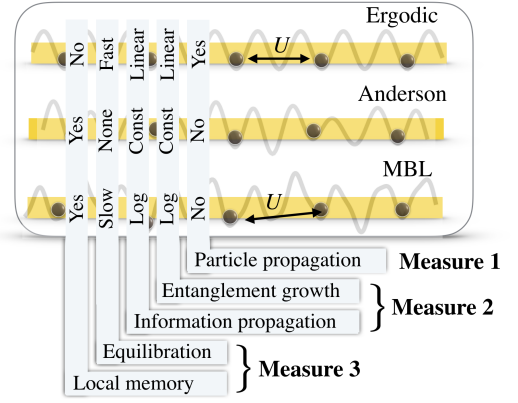 Ergodic
No Fast Linear Linear Yes
U
Anderson
Yes None Const Const No
MBL
Yes Slow Log Log No
U
Particle propagation Measure 1
Entanglement growth
Measure 2
Information propagation
Equilibration
Measure 3
Local memory